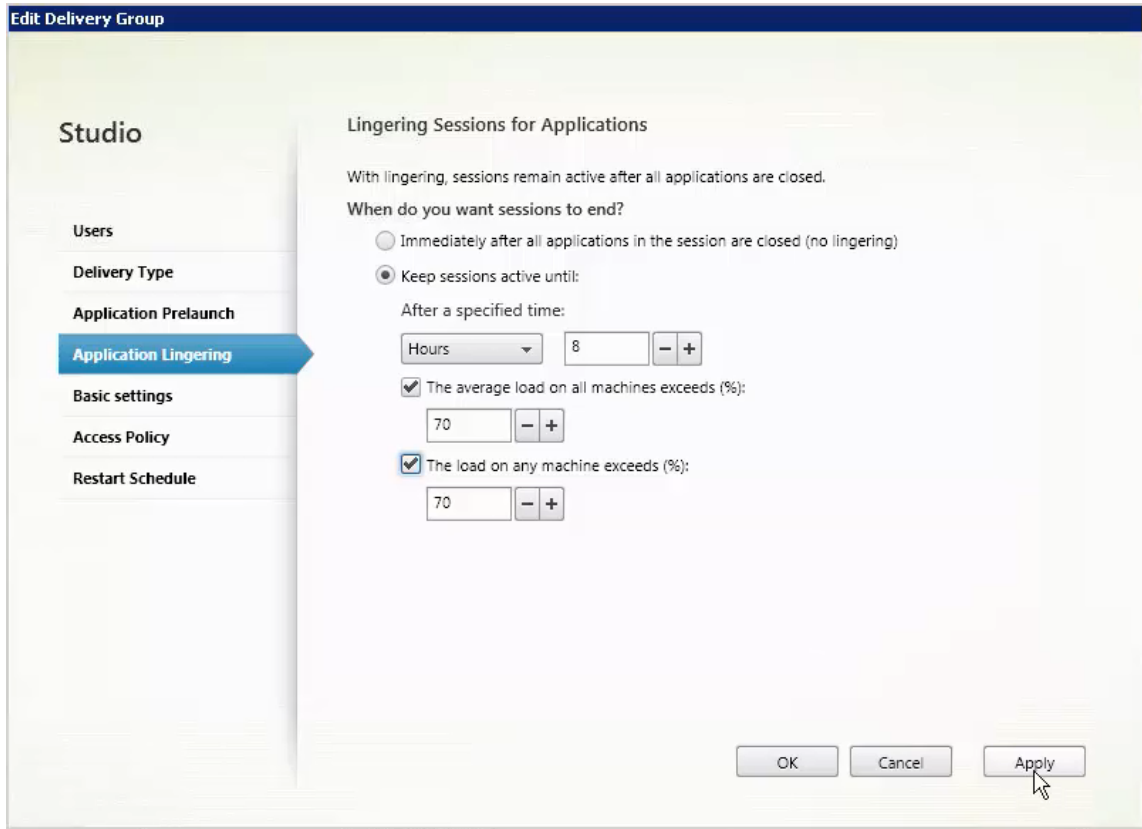 Edit Delivery Group
Studio
Users
Delivery Type
Application Prelaunch
Application Lingering
Basic settings
Access Policy
Restart Schedule
Lingering Sessions for Applications
With lingering, sessions remain active after all applications are closed.
When do you want sessions to end?
Immediately after all applications in the session are closed (no lingering)
Keep sessions active until:
After a specified time:
Hours 8 − +
The average load on all machines exceeds (%):
70 − +
The load on any machine exceeds (%):
70 − +
OK Cancel Apply